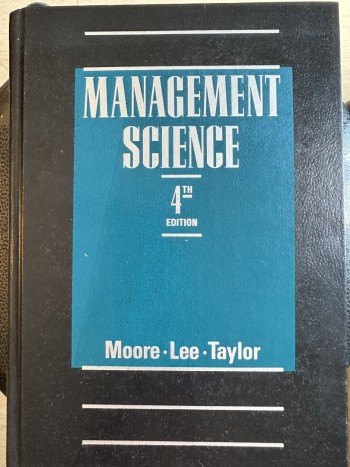 MANAGEMENT
SCIENCE
4TH
EDITION
Moore · Lee · Taylor